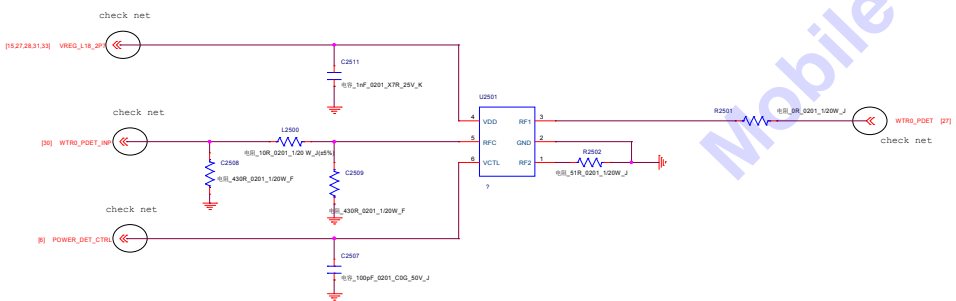 check net
[15,27,28,31,33] VREG_L18_2P7
C2511
电容_1nF_0201_X7R_25V_K
Mobile
U2501
4 VDD RF1 3
5 RFC GND 2
6 VCTL RF2 1
?
R2501
电阻_0R_0201_1/20W_J
WTR0_PDET [27]
check net
check net
[30] WTR0_PDET_INP
L2500
电阻_10R_0201_1/20 W_J(±5%)
C2508
电阻_430R_0201_1/20W_F
C2509
电阻_430R_0201_1/20W_F
R2502
电阻_51R_0201_1/20W_J
check net
[6] POWER_DET_CTRL
C2507
电容_100pF_0201_C0G_50V_J